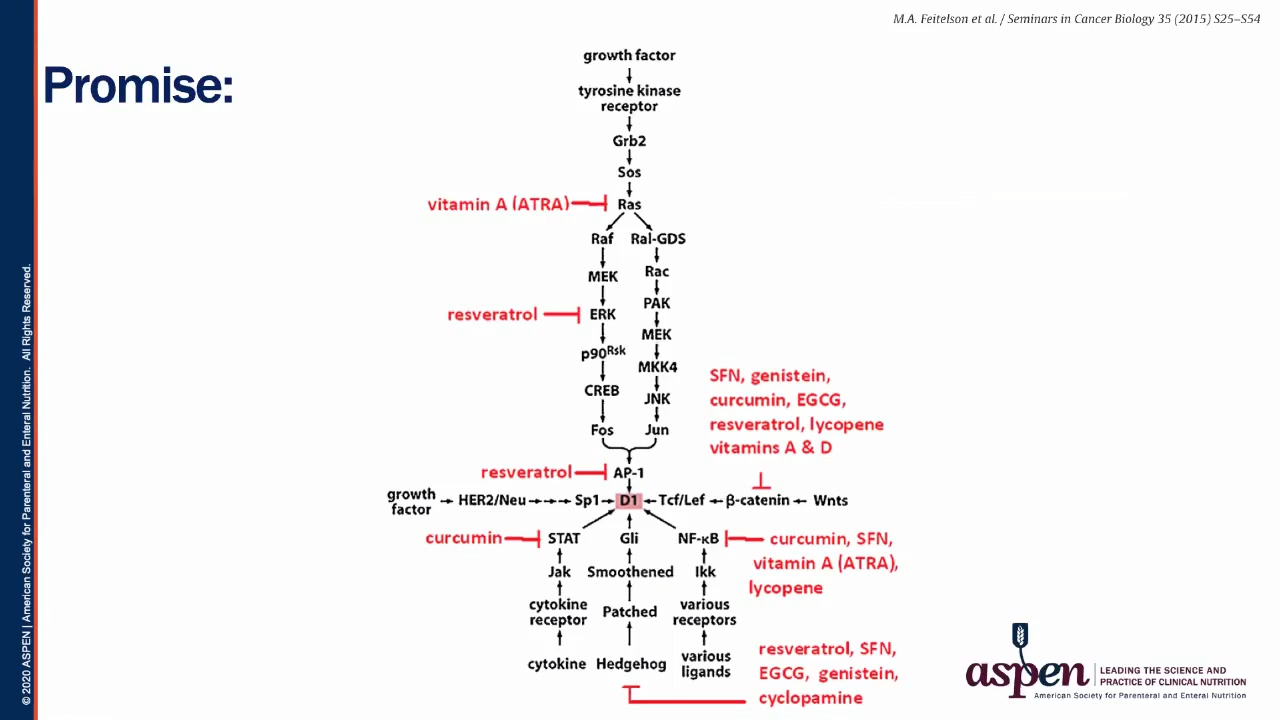 M.A. Feitelson et al. / Seminars in Cancer Biology 35 (2015) S25–S54
Promise:
growth factor
tyrosine kinase
receptor
Grb2
Sos
vitamin A (ATRA)
Ras
Raf
Ral-GDS
MEK
Rac
resveratrol
ERK
PAK
p90Rsk
MEK
CREB
MKK4
JNK
Fos
Jun
SFN, genistein,
curcumin, EGCG,
resveratrol, lycopene
vitamins A & D
resveratrol
AP-1
growth
factor
HER2/Neu
Sp1
D1
Tcf/Lef
β-catenin
Wnts
curcumin
STAT
Gli
NF-κB
curcumin, SFN,
vitamin A (ATRA),
lycopene
Jak
Smoothened
Ikk
cytokine
receptor
Patched
various
receptors
cytokine
Hedgehog
various
ligands
resveratrol, SFN,
EGCG, genistein,
cyclopamine
© 2020 ASPEN | American Society for Parenteral and Enteral Nutrition. All Rights Reserved.
aspen
LEADING THE SCIENCE AND
PRACTICE OF CLINICAL NUTRITION
American Society for Parenteral and Enteral Nutrition